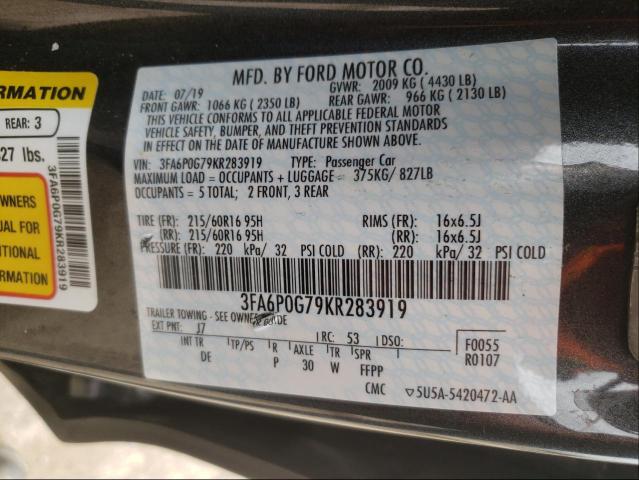 FORMATION
REAR: 3
827 lbs.
OWNERS
UAL FOR
ITIONAL
FORMATION
3FA6P0G79KR283919
MFD. BY FORD MOTOR CO.
DATE: 07/19 GVWR: 2009 KG ( 4430 LB)
FRONT GAWR: 1066 KG ( 2350 LB) REAR GAWR: 966 KG ( 2130 LB)
THIS VEHICLE CONFORMS TO ALL APPLICABLE FEDERAL MOTOR
VEHICLE SAFETY, BUMPER, AND THEFT PREVENTION STANDARDS
IN EFFECT ON THE DATE OF MANUFACTURE SHOWN ABOVE.
VIN: 3FA6P0G79KR283919 TYPE: Passenger Car
MAXIMUM LOAD = OCCUPANTS + LUGGAGE = 375KG/ 827LB
OCCUPANTS = 5 TOTAL; 2 FRONT, 3 REAR
TIRE (FR): 215/60R16 95H RIMS (FR): 16x6.5J
(RR): 215/60R16 95H (RR): 16x6.5J
PRESSURE (FR): 220 kPa/ 32 PSI COLD (RR): 220 kPa/ 32 PSI COLD
3FA6P0G79KR283919
TRAILER TOWING - SEE OWNER GUIDE
EXT PNT: J7 RC: 53 DSO: F0055
INT TR TP/PS R AXLE TR SPR R0107
DE P 30 W FFPP
CMC 5U5A-5420472-AA